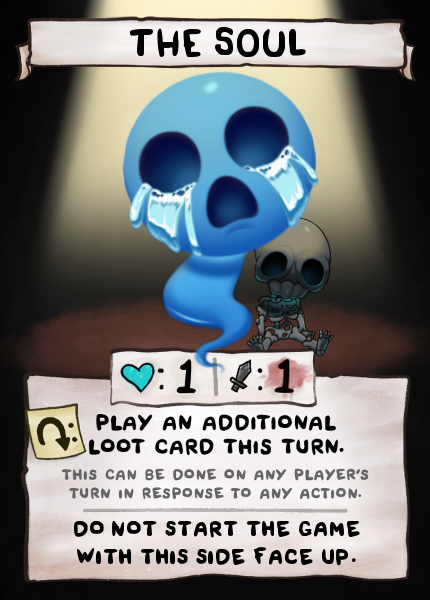 THE SOUL
: 1 | : 1
:
PLAY AN ADDITIONAL
LOOT CARD THIS TURN.
THIS CAN BE DONE ON ANY PLAYER'S
TURN IN RESPONSE TO ANY ACTION.
DO NOT START THE GAME
WITH THIS SIDE FACE UP.